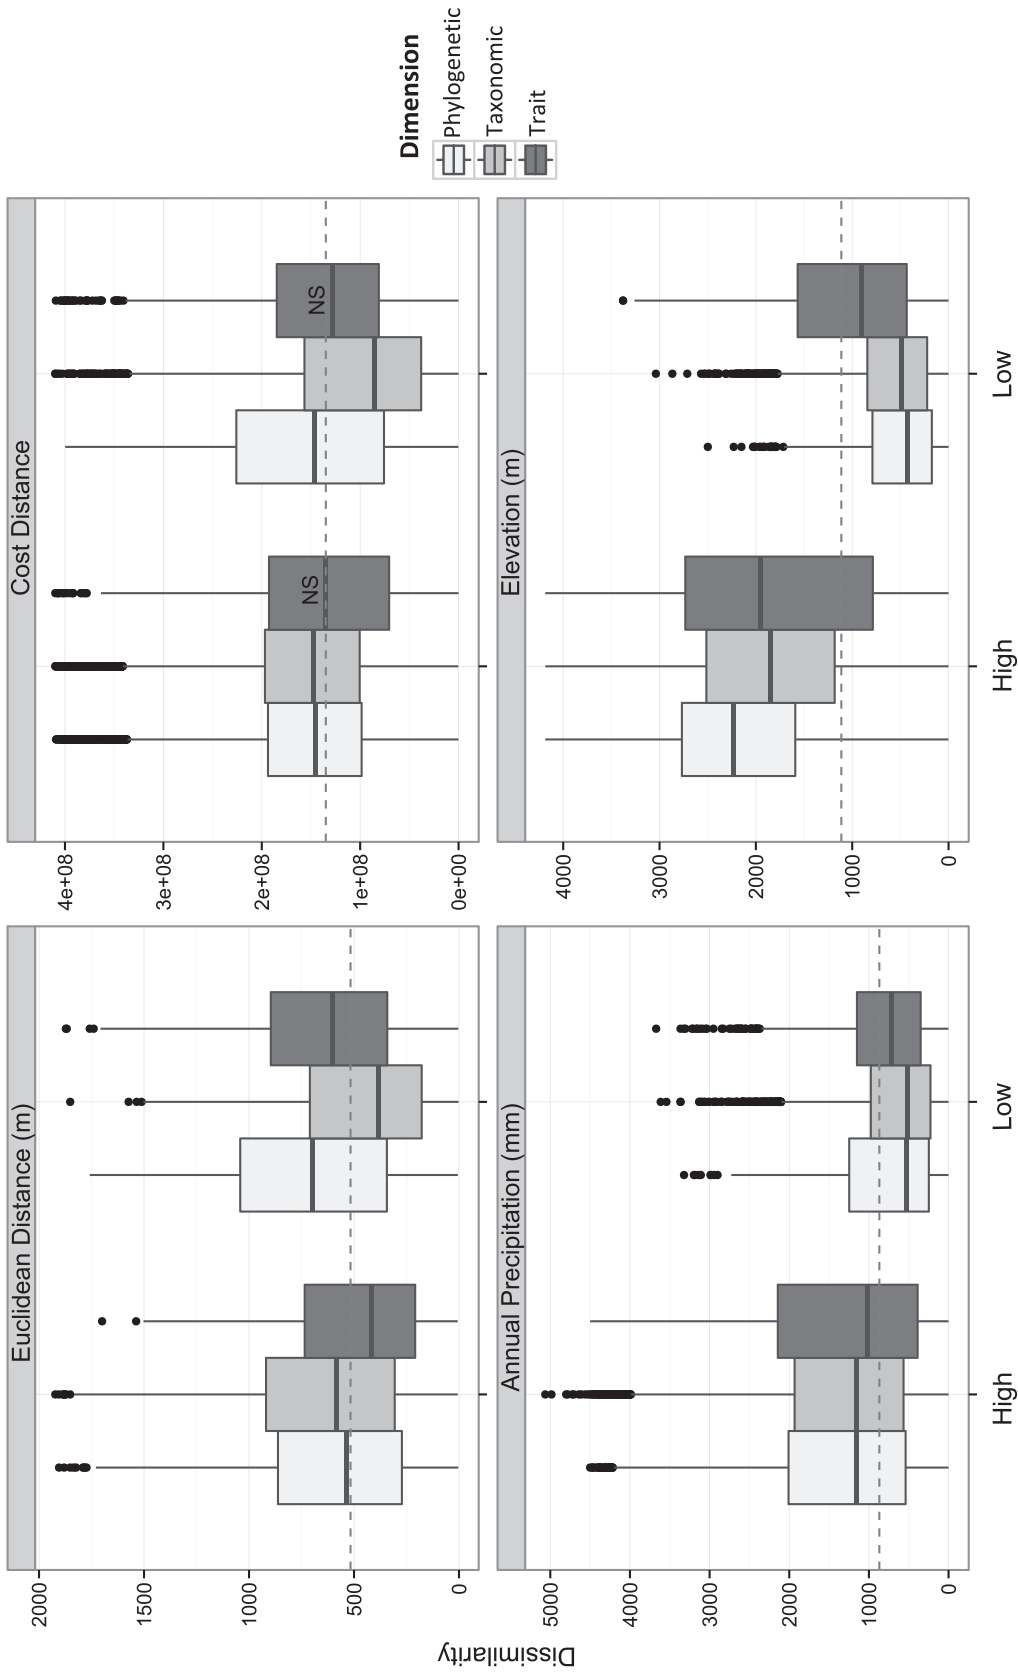 Euclidean Distance (m)
2000
1500
1000
500
0
Cost Distance
4e+08
3e+08
2e+08
1e+08
0e+00
NS
NS
Annual Precipitation (mm)
5000
4000
3000
2000
1000
0
High
Low
Elevation (m)
4000
3000
2000
1000
0
High
Low
Dissimilarity
Dimension
Phylogenetic
Taxonomic
Trait